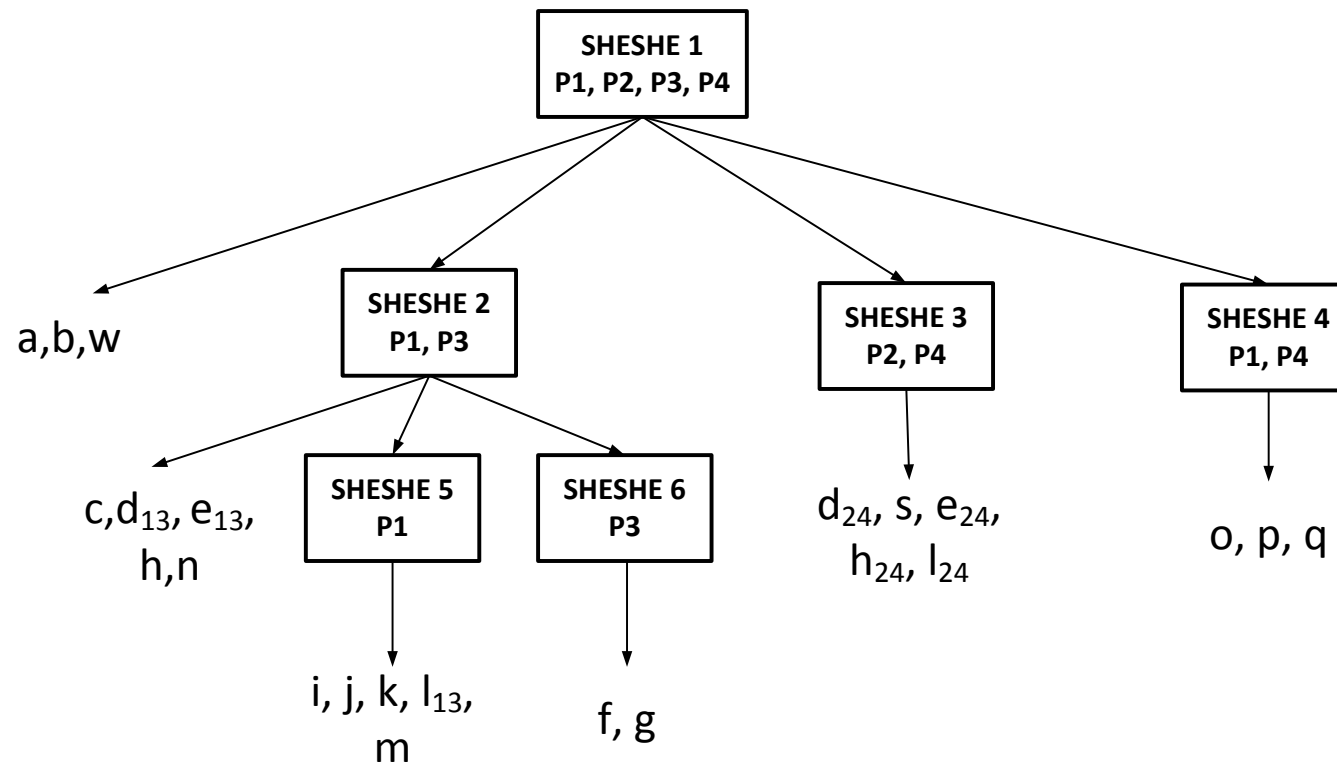 SHESHE 1
P1, P2, P3, P4
a,b,w
SHESHE 2
P1, P3
SHESHE 3
P2, P4
SHESHE 4
P1, P4
c,d₁₃, e₁₃,
h,n
SHESHE 5
P1
SHESHE 6
P3
d₂₄, s, e₂₄,
h₂₄, l₂₄
o, p, q
i, j, k, l₁₃,
m
f, g